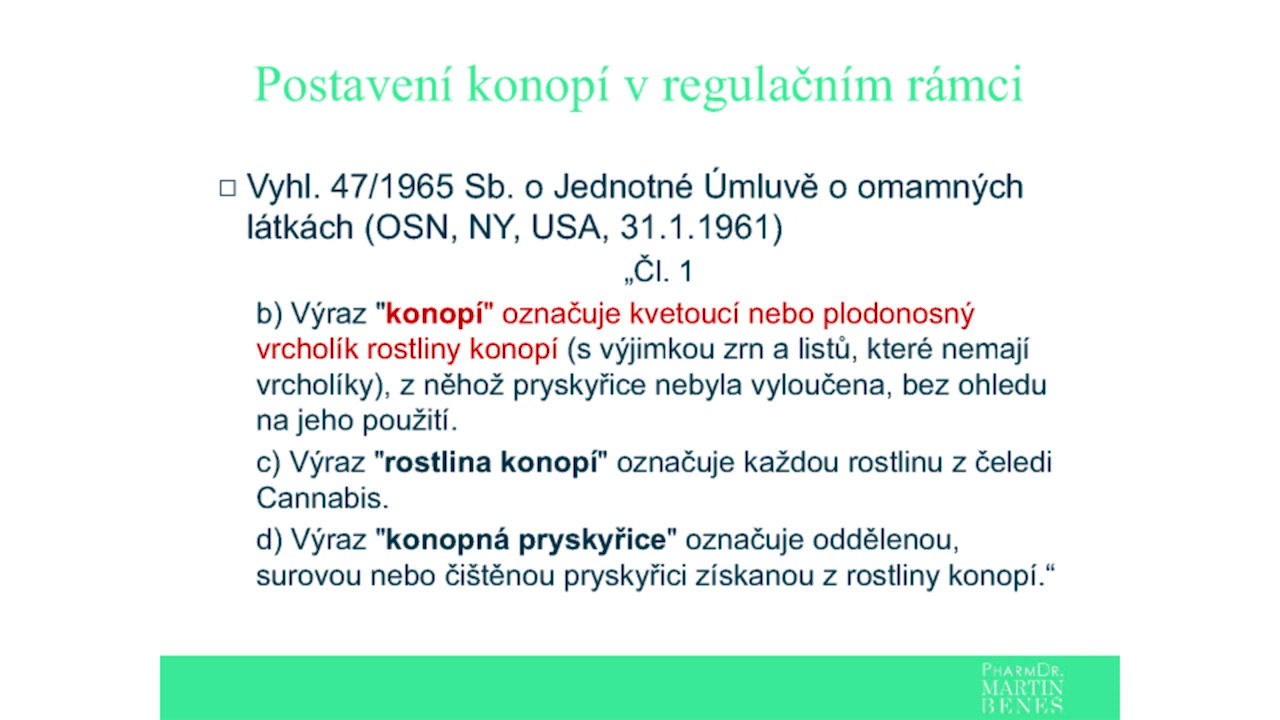 Postavení konopí v regulačním rámci
Vyhl. 47/1965 Sb. o Jednotné Úmluvě o omamných
látkách (OSN, NY, USA, 31.1.1961)
„Čl. 1
b) Výraz "konopí" označuje kvetoucí nebo plodonosný
vrcholík rostliny konopí (s výjimkou zrn a listů, které nemají
vrcholíky), z něhož pryskyřice nebyla vyloučena, bez ohledu
na jeho použití.
c) Výraz "rostlina konopí" označuje každou rostlinu z čeledi
Cannabis.
d) Výraz "konopná pryskyřice" označuje oddělenou,
surovou nebo čištěnou pryskyřici získanou z rostliny konopí.“
PHARMDR.
MARTIN
BENEŠ